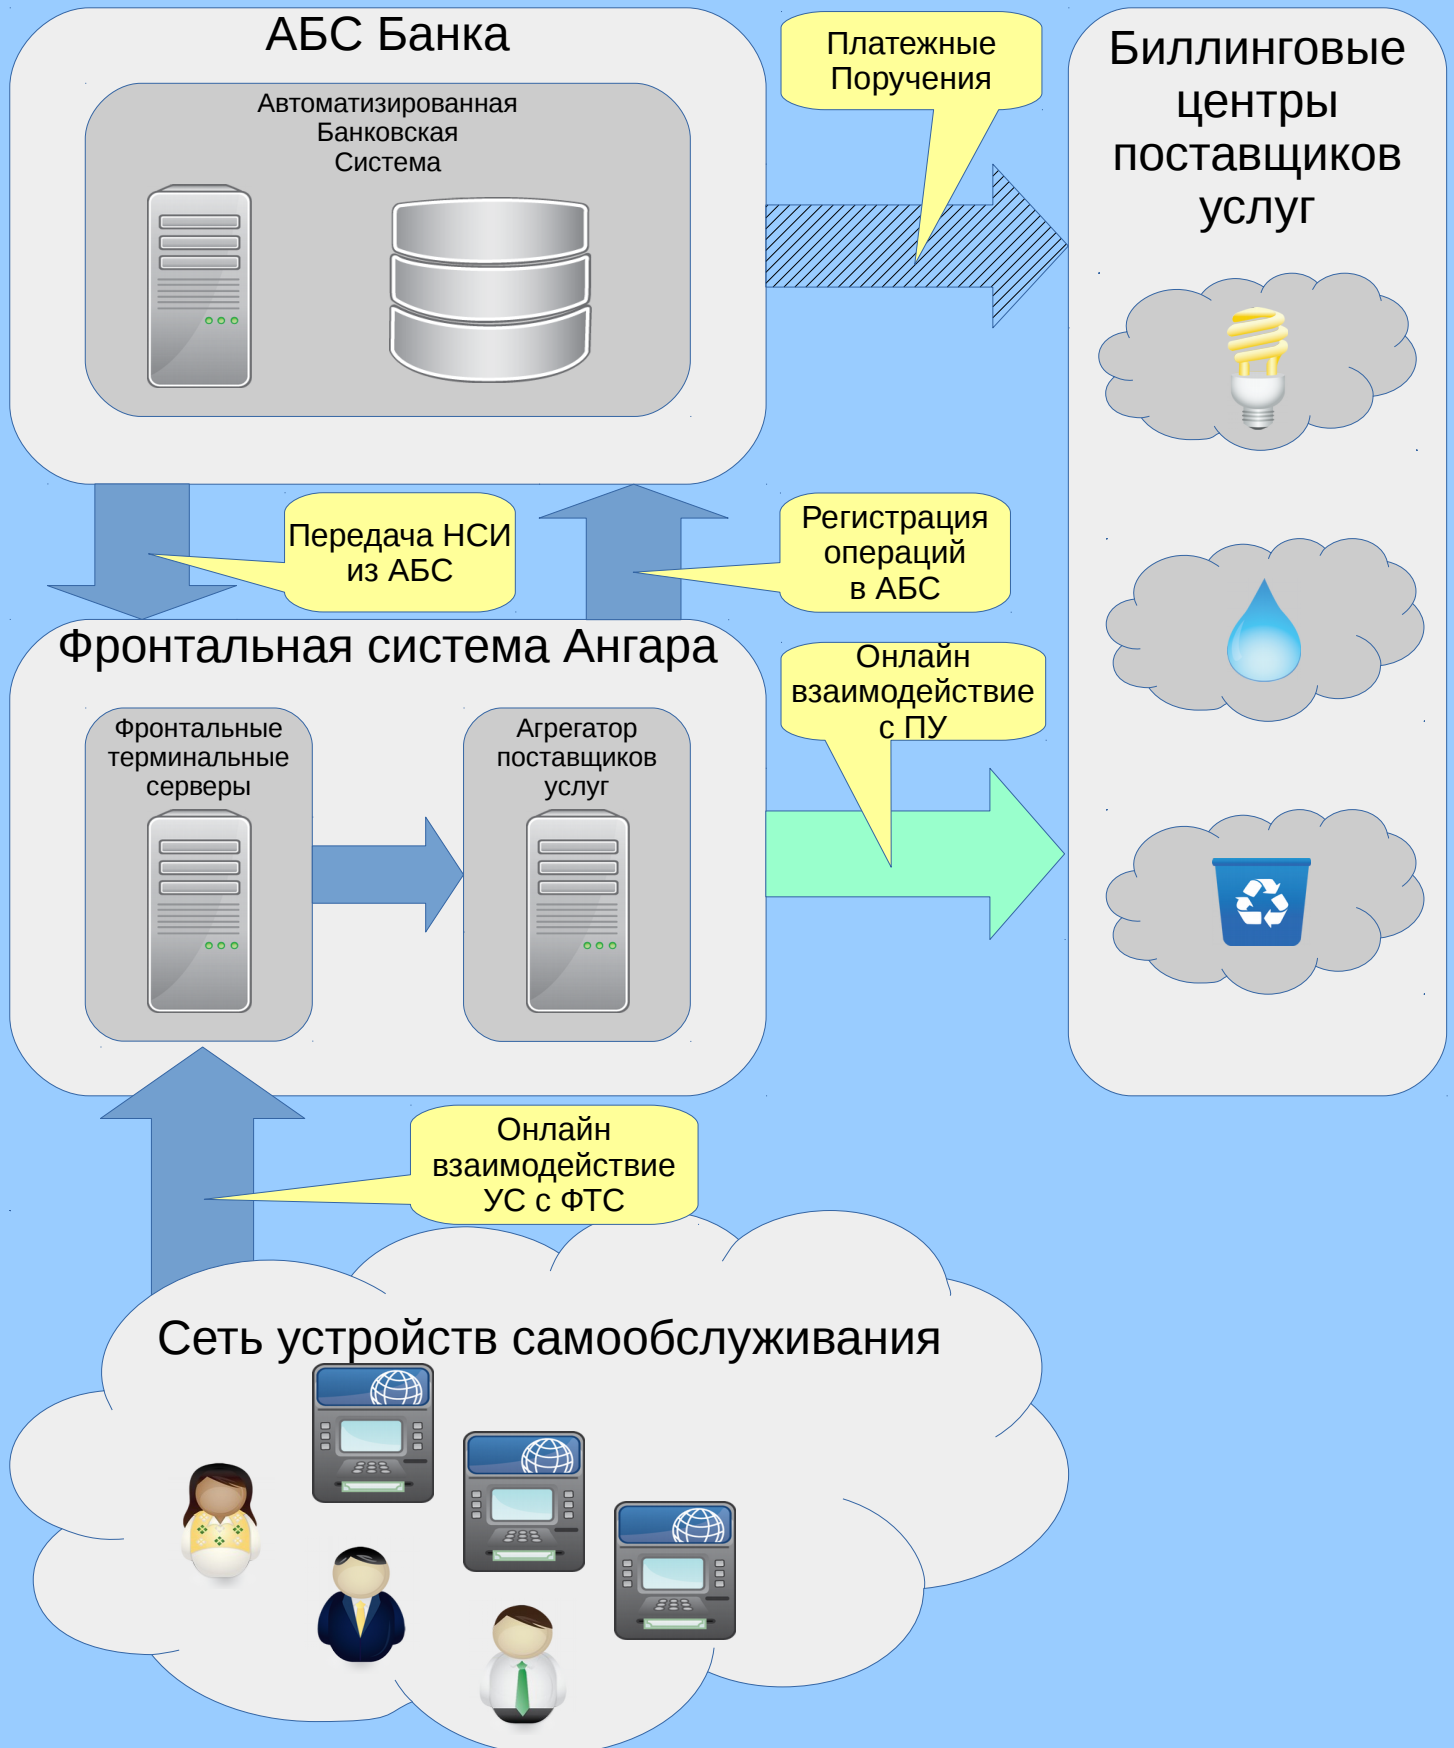 АБС Банка
Автоматизированная
Банковская
Система
Платежные
Поручения
Биллинговые
центры
поставщиков
услуг
Передача НСИ
из АБС
Регистрация
операций
в АБС
Фронтальная система Ангара
Фронтальные
терминальные
серверы
Агрегатор
поставщиков
услуг
Онлайн
взаимодействие
с ПУ
Онлайн
взаимодействие
УС с ФТС
Сеть устройств самообслуживания